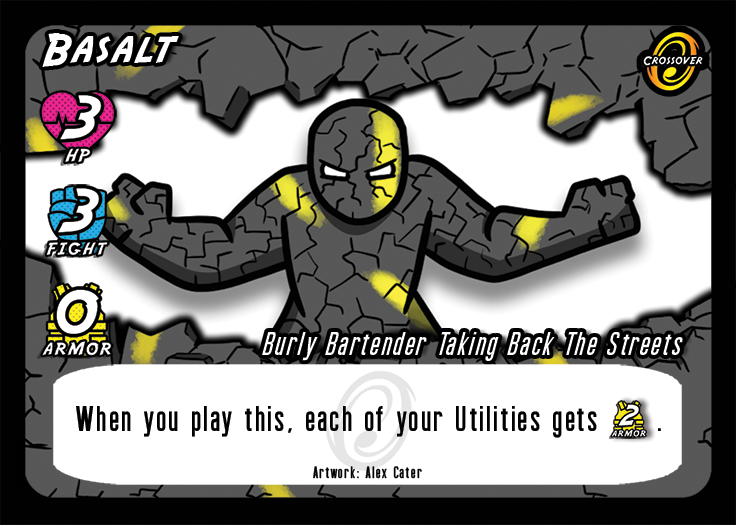 Basalt
Crossover
3
HP
3
Fight
0
Armor
Burly Bartender Taking Back The Streets
When you play this, each of your Utilities gets 2 Armor.
Artwork: Alex Cater